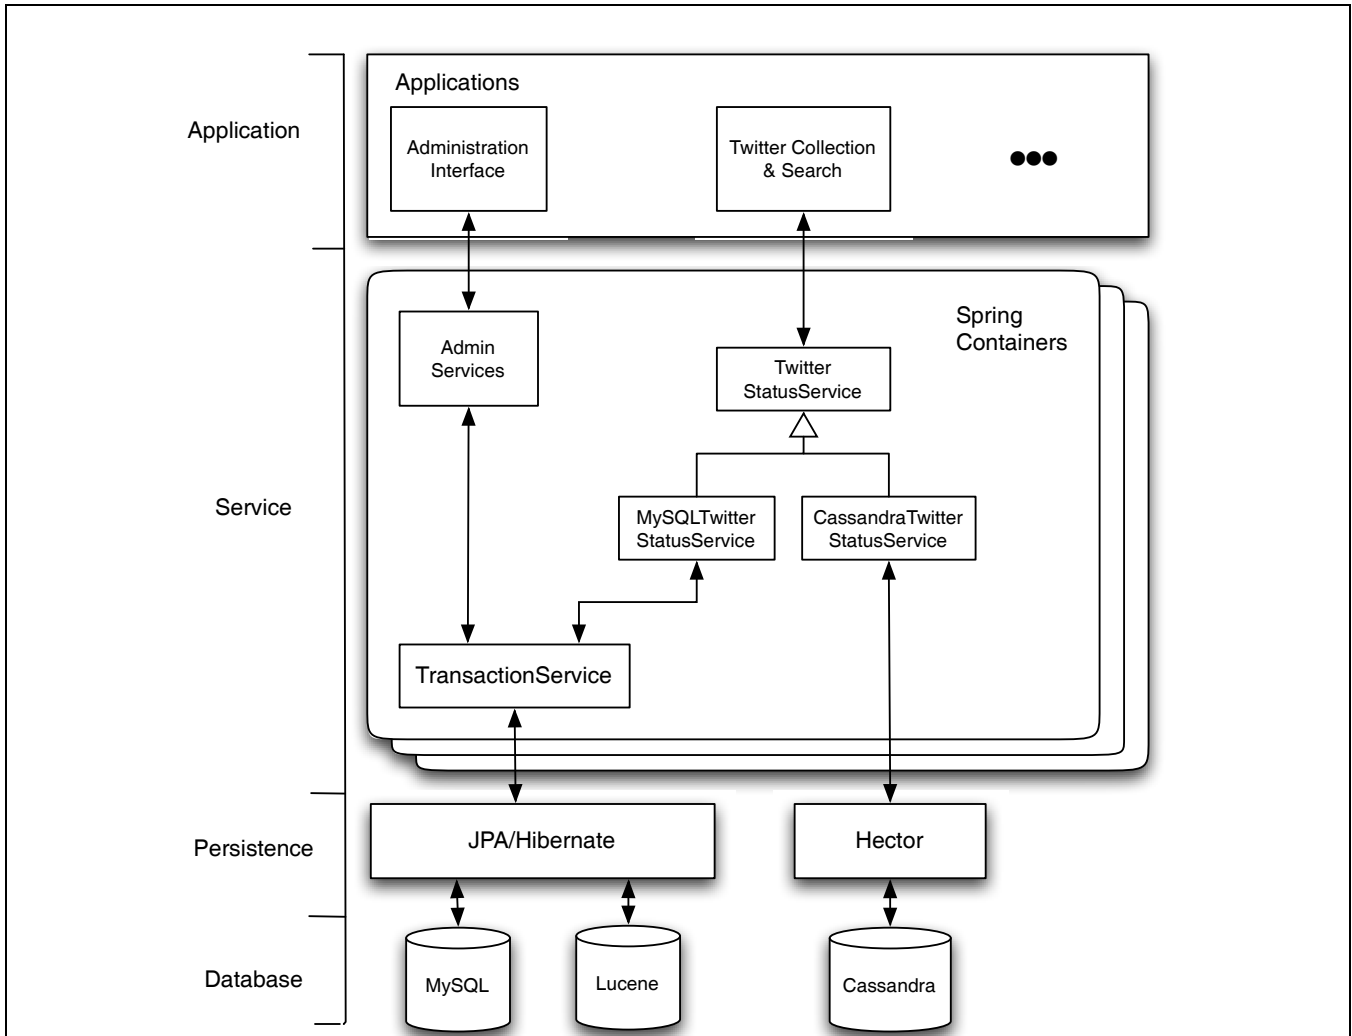 Applications
Application
Administration
Interface
Twitter Collection
& Search
Spring
Containers
Admin
Services
Twitter
StatusService
Service
MySQLTwitter
StatusService
CassandraTwitter
StatusService
TransactionService
Persistence
JPA/Hibernate
Hector
Database
MySQL
Lucene
Cassandra